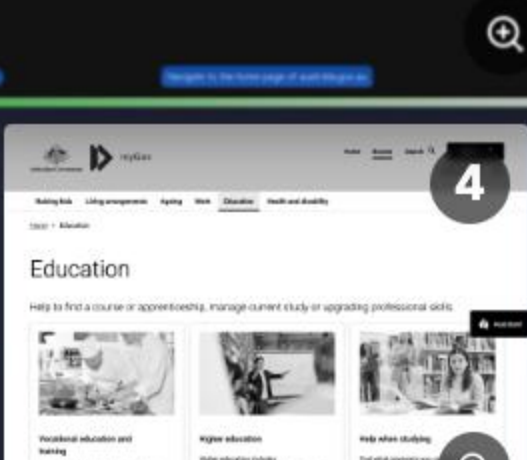 Navigate to the home page of australia.gov.au
myGov
Home Browse Search
4
Raising kids Living arrangements Ageing Work Education Health and disability
Home > Education
Education
Help to find a course or apprenticeship, manage current study or upgrading professional skills.
Assistant
Vocational education and training
Higher education
Help when studying